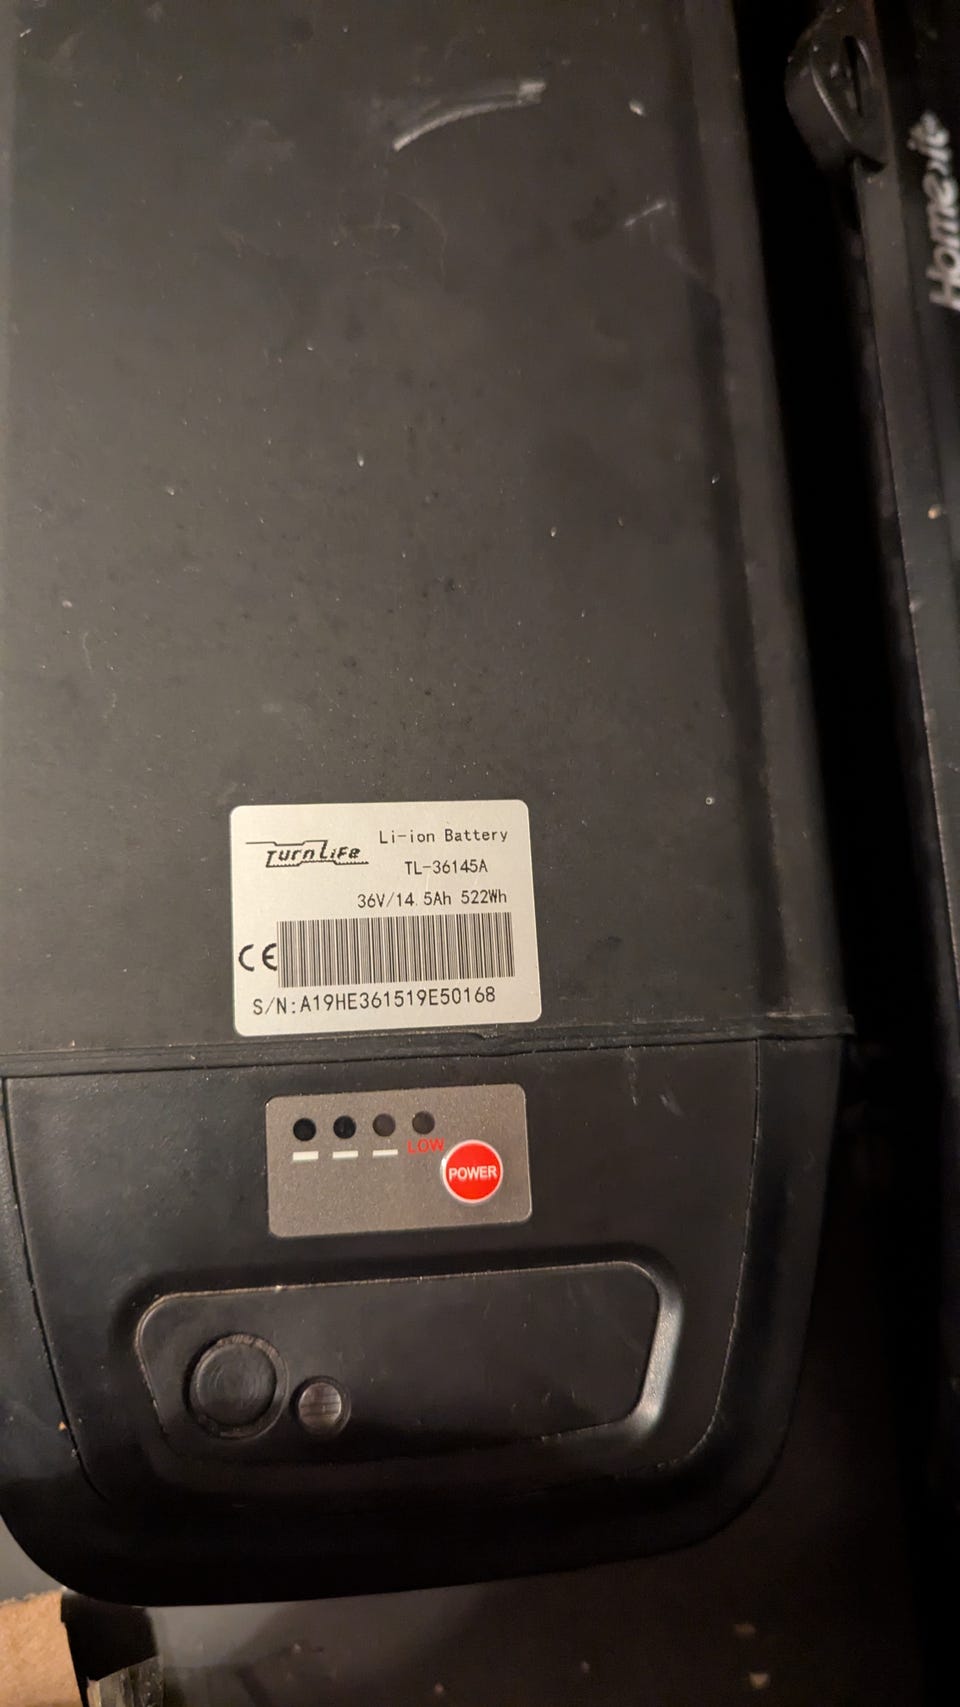 Homeit
TurnLife
Li-ion Battery
TL-36145A
36V/14.5Ah 522Wh
CE
S/N:A19HE361519E50168
LOW
POWER